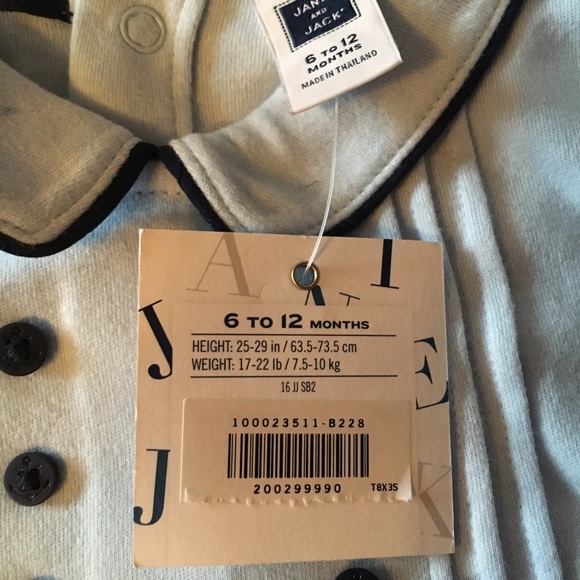 JANIE
AND
JACK
6 TO 12
MONTHS
MADE IN THAILAND
6 TO 12 MONTHS
HEIGHT: 25-29 in / 63.5-73.5 cm
WEIGHT: 17-22 lb / 7.5-10 kg
16 JJ SB2
100023511-B228
200299990
T8X3S